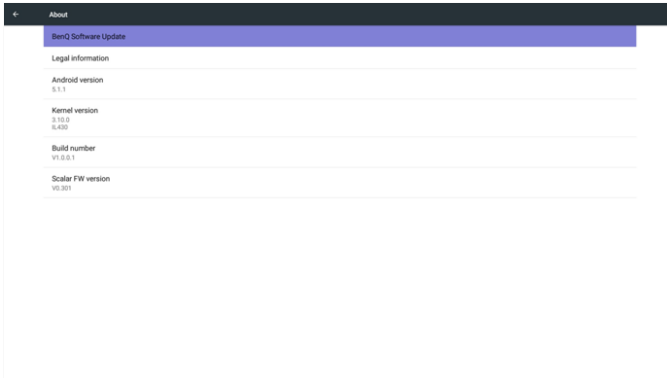 About
BenQ Software Update
Legal information
Android version
5.1.1
Kernel version
3.10.0
IL430
Build number
V1.0.0.1
Scalar FW version
V0.301